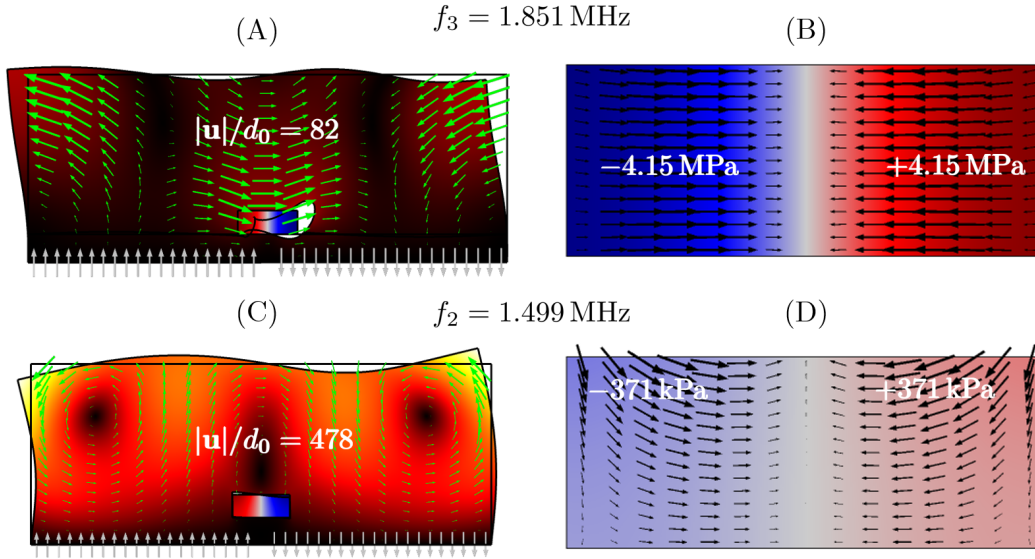 f₃ = 1.851 MHz
(A)
(B)
|u|/d₀ = 82
−4.15 MPa
+4.15 MPa
f₂ = 1.499 MHz
(C)
(D)
|u|/d₀ = 478
−371 kPa
+371 kPa